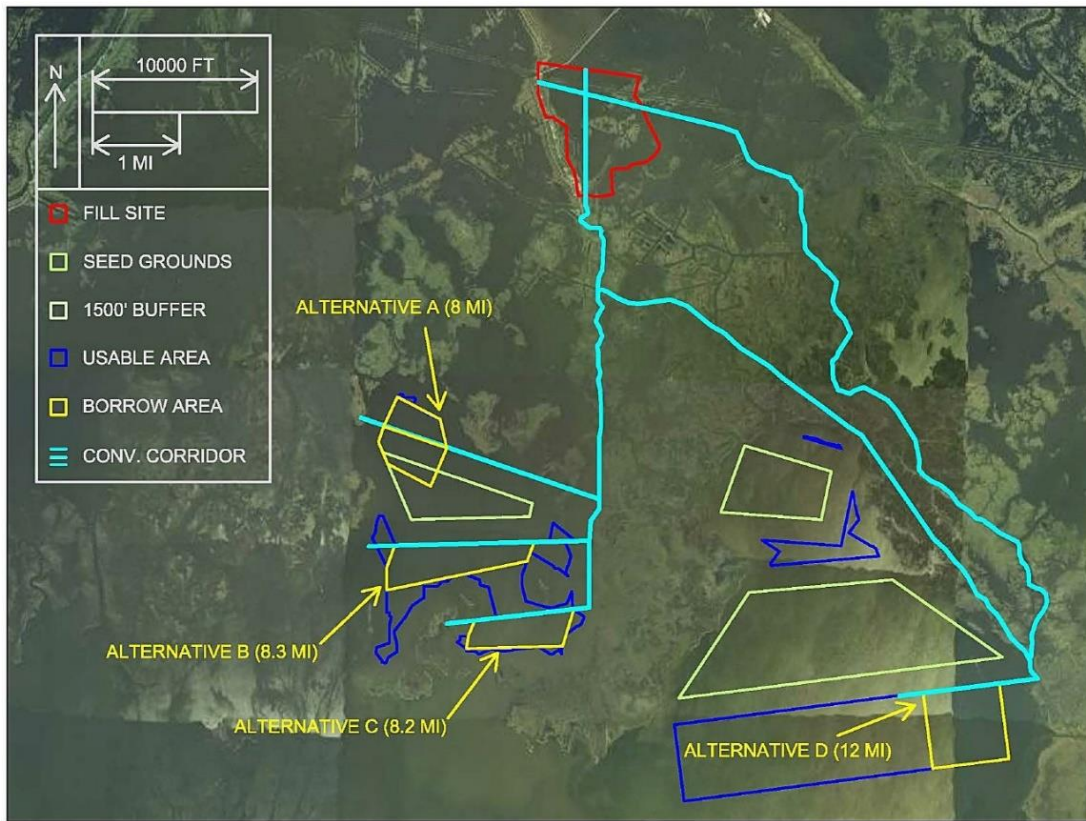 N
10000 FT
1 MI
FILL SITE
SEED GROUNDS
1500' BUFFER
USABLE AREA
BORROW AREA
CONV. CORRIDOR
ALTERNATIVE A (8 MI)
ALTERNATIVE B (8.3 MI)
ALTERNATIVE C (8.2 MI)
ALTERNATIVE D (12 MI)